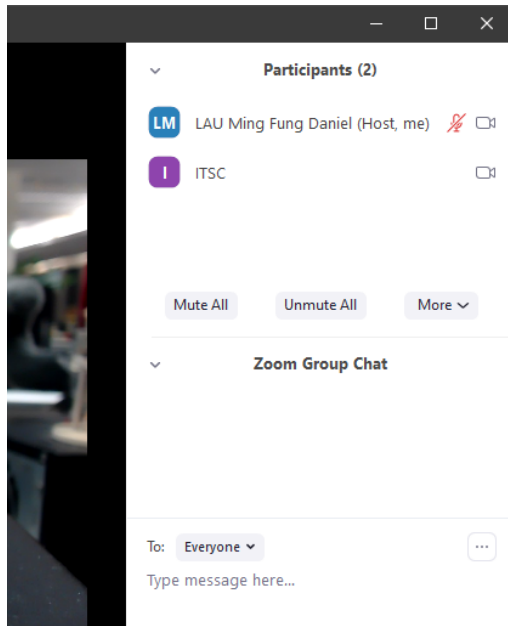 Participants (2)
LM LAU Ming Fung Daniel (Host, me)
I ITSC
Mute All Unmute All More
Zoom Group Chat
To: Everyone
Type message here...